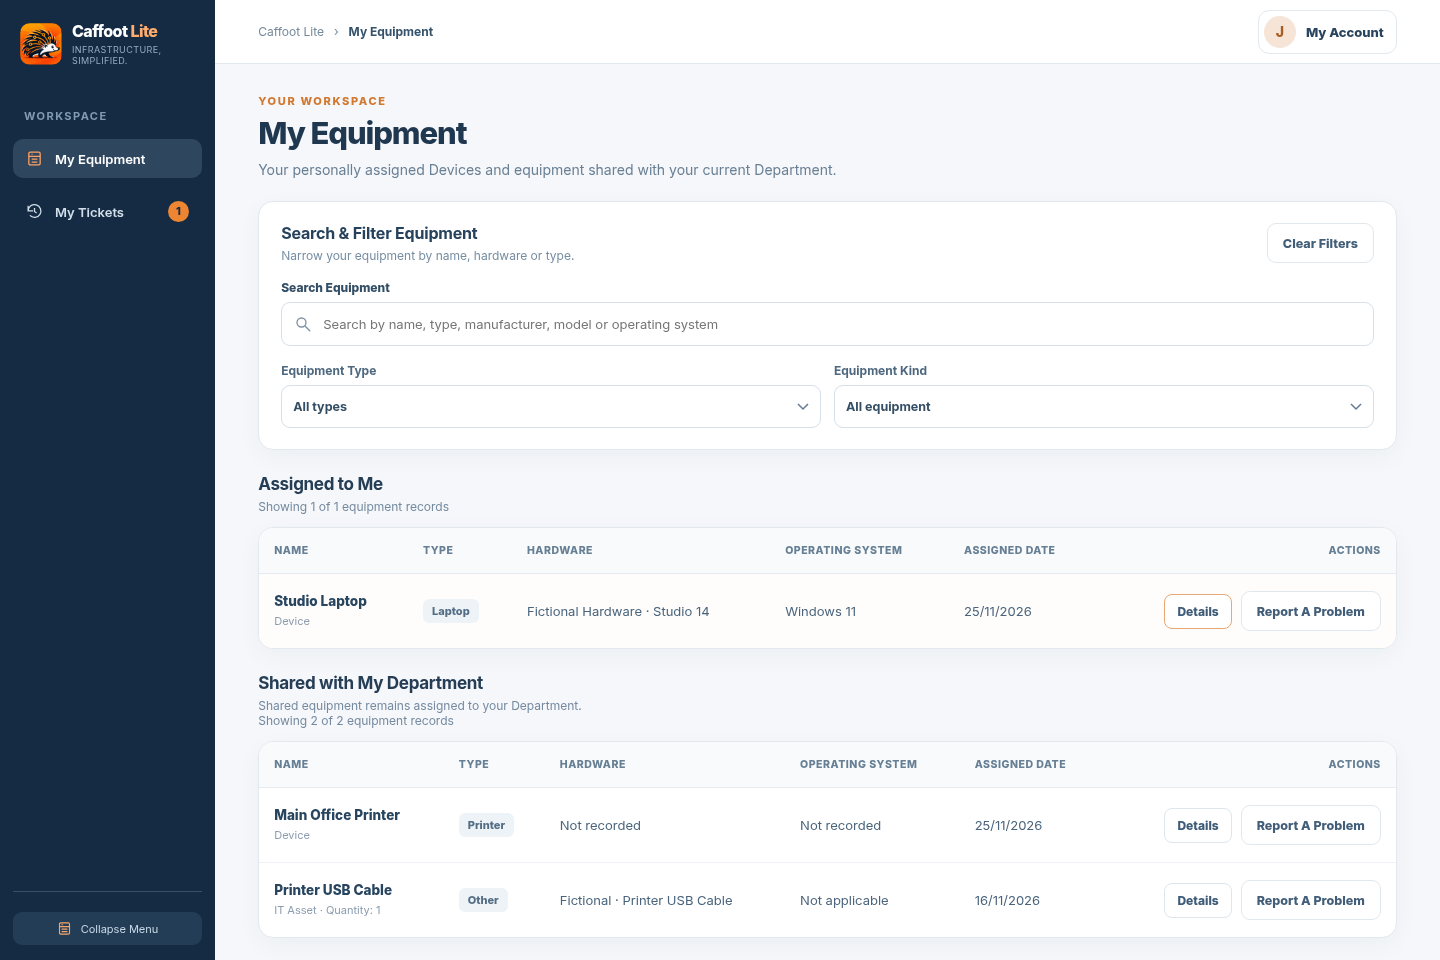 Caffoot Lite
INFRASTRUCTURE,
SIMPLIFIED.
WORKSPACE
My Equipment
My Tickets 1
Collapse Menu
Caffoot Lite › My Equipment
J My Account
YOUR WORKSPACE
My Equipment
Your personally assigned Devices and equipment shared with your current Department.
Search & Filter Equipment
Narrow your equipment by name, hardware or type.
Clear Filters
Search Equipment
Search by name, type, manufacturer, model or operating system
Equipment Type Equipment Kind
All types All equipment
Assigned to Me
Showing 1 of 1 equipment records
NAME TYPE HARDWARE OPERATING SYSTEM ASSIGNED DATE ACTIONS
Studio Laptop
Device
Laptop Fictional Hardware · Studio 14 Windows 11 25/11/2026 Details Report A Problem
Shared with My Department
Shared equipment remains assigned to your Department.
Showing 2 of 2 equipment records
NAME TYPE HARDWARE OPERATING SYSTEM ASSIGNED DATE ACTIONS
Main Office Printer
Device
Printer Not recorded Not recorded 25/11/2026 Details Report A Problem
Printer USB Cable
IT Asset · Quantity: 1
Other Fictional · Printer USB Cable Not applicable 16/11/2026 Details Report A Problem